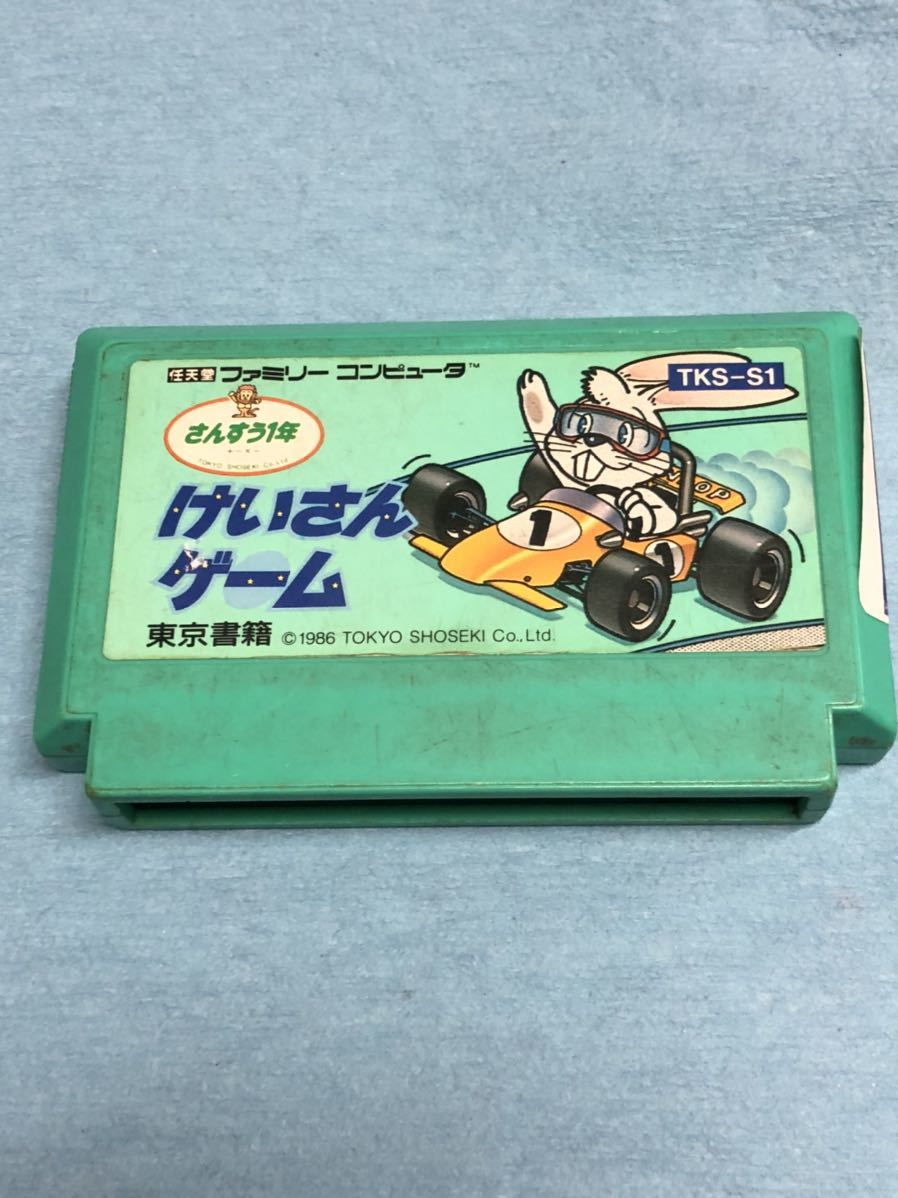 任天堂 ファミリー コンピュータ™
TKS-S1
さんすう1年
TOKYO SHOSEKI Co.,Ltd.
けいさん
ゲーム
1
1
東京書籍 ©1986 TOKYO SHOSEKI Co., Ltd.